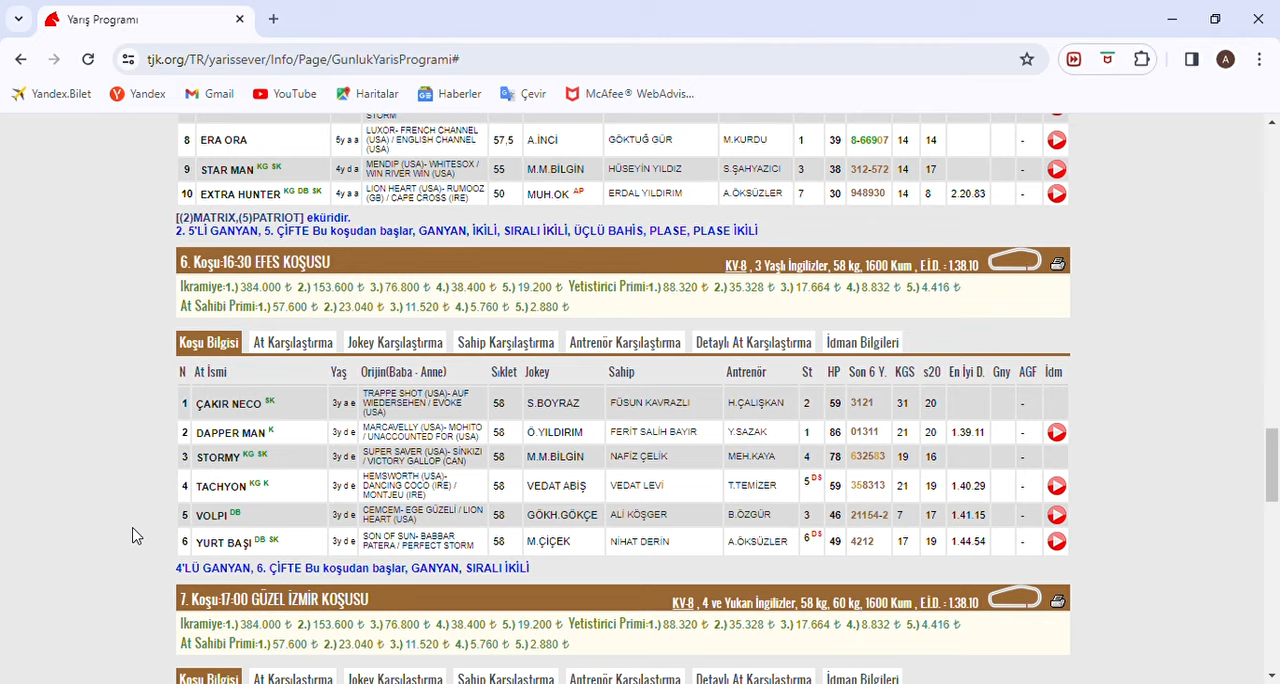 Yarış Programı
tjk.org/TR/yarissever/Info/Page/GunlukYarisProgrami#
A
Yandex.Bilet Yandex Gmail YouTube Haritalar Haberler Çevir McAfee® WebAdvis...
STORM
8 ERA ORA 5y a a LUXOR- FRENCH CHANNEL (USA) / ENGLISH CHANNEL (USA) 57,5 A.İNCİ GÖKTUĞ GÜR M.KURDU 1 39 8-66907 14 14 -
9 STAR MAN KG SK 4y d a MENDIP (USA)- WHITESOX / WIN RIVER WIN (USA) 55 M.M.BİLGİN HÜSEYİN YILDIZ S.ŞAHYAZICI 3 38 312-572 14 17 -
10 EXTRA HUNTER KG DB SK 4y a a LION HEART (USA)- RUMOOZ (GB) / CAPE CROSS (IRE) 50 MUH.OK AP ERDAL YILDIRIM A.ÖKSÜZLER 7 30 948930 14 8 2.20.83 -
[(2)MATRIX,(5)PATRIOT] eküridir.
2. 5'Lİ GANYAN, 5. ÇİFTE Bu koşudan başlar, GANYAN, İKİLİ, SIRALI İKİLİ, ÜÇLÜ BAHİS, PLASE, PLASE İKİLİ
6. Koşu:16:30 EFES KOŞUSU KV-8 , 3 Yaşlı İngilizler, 58 kg, 1600 Kum , E.İ.D. : 1.38.10
Ikramiye:1.) 384.000 ₺ 2.) 153.600 ₺ 3.) 76.800 ₺ 4.) 38.400 ₺ 5.) 19.200 ₺ Yetistirici Primi:1.) 88.320 ₺ 2.) 35.328 ₺ 3.) 17.664 ₺ 4.) 8.832 ₺ 5.) 4.416 ₺
At Sahibi Primi:1.) 57.600 ₺ 2.) 23.040 ₺ 3.) 11.520 ₺ 4.) 5.760 ₺ 5.) 2.880 ₺
Koşu Bilgisi At Karşılaştırma Jokey Karşılaştırma Sahip Karşılaştırma Antrenör Karşılaştırma Detaylı At Karşılaştırma İdman Bilgileri
N At İsmi Yaş Orijin(Baba - Anne) Sıklet Jokey Sahip Antrenör St HP Son 6 Y. KGS s20 En İyi D. Gny AGF İdm
1 ÇAKIR NECO SK 3y a e TRAPPE SHOT (USA)- AUF WIEDERSEHEN / EVOKE (USA) 58 S.BOYRAZ FÜSUN KAVRAZLI H.ÇALIŞKAN 2 59 3121 31 20 -
2 DAPPER MAN K 3y d e MARCAVELLY (USA)- MOHITO / UNACCOUNTED FOR (USA) 58 Ö.YILDIRIM FERİT SALİH BAYIR Y.SAZAK 1 86 01311 21 20 1.39.11 -
3 STORMY KG SK 3y d e SUPER SAVER (USA)- SİNKIZI / VICTORY GALLOP (CAN) 58 M.M.BİLGİN NAFİZ ÇELİK MEH.KAYA 4 78 632583 19 16 -
4 TACHYON KG K 3y d e HEMSWORTH (USA)- DANCING COCO (IRE) / MONTJEU (IRE) 58 VEDAT ABİŞ VEDAT LEVİ T.TEMİZER 5 DS 59 358313 21 19 1.40.29 -
5 VOLPI DB 3y d e CEMCEM- EGE GÜZELİ / LION HEART (USA) 58 GÖKH.GÖKÇE ALİ KÖŞGER B.ÖZGÜR 3 46 21154-2 7 17 1.41.15 -
6 YURT BAŞI DB SK 3y d e SON OF SUN- BABBAR PATERA / PERFECT STORM 58 M.ÇİÇEK NİHAT DERİN A.ÖKSÜZLER 6 DS 49 4212 17 19 1.44.54 -
4'LÜ GANYAN, 6. ÇİFTE Bu koşudan başlar, GANYAN, SIRALI İKİLİ
7. Koşu:17:00 GÜZEL İZMİR KOŞUSU KV-8 , 4 ve Yukarı İngilizler, 58 kg, 60 kg, 1600 Kum , E.İ.D. : 1.38.10
Ikramiye:1.) 384.000 ₺ 2.) 153.600 ₺ 3.) 76.800 ₺ 4.) 38.400 ₺ 5.) 19.200 ₺ Yetistirici Primi:1.) 88.320 ₺ 2.) 35.328 ₺ 3.) 17.664 ₺ 4.) 8.832 ₺ 5.) 4.416 ₺
At Sahibi Primi:1.) 57.600 ₺ 2.) 23.040 ₺ 3.) 11.520 ₺ 4.) 5.760 ₺ 5.) 2.880 ₺
Koşu Bilgisi At Karşılaştırma Jokey Karşılaştırma Sahip Karşılaştırma Antrenör Karşılaştırma Detaylı At Karşılaştırma İdman Bilgileri